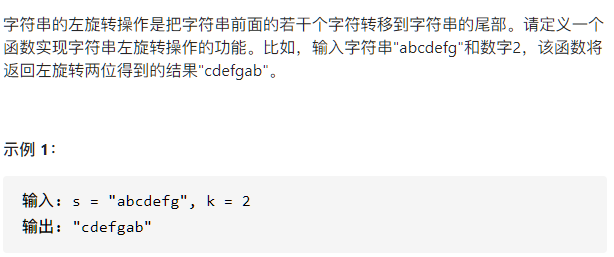 字符串的左旋转操作是把字符串前面的若干个字符转移到字符串的尾部。请定义一个
函数实现字符串左旋转操作的功能。比如，输入字符串"abcdefg"和数字2，该函数将
返回左旋转两位得到的结果"cdefgab"。
示例 1：
输入：s = "abcdefg", k = 2
输出："cdefgab"